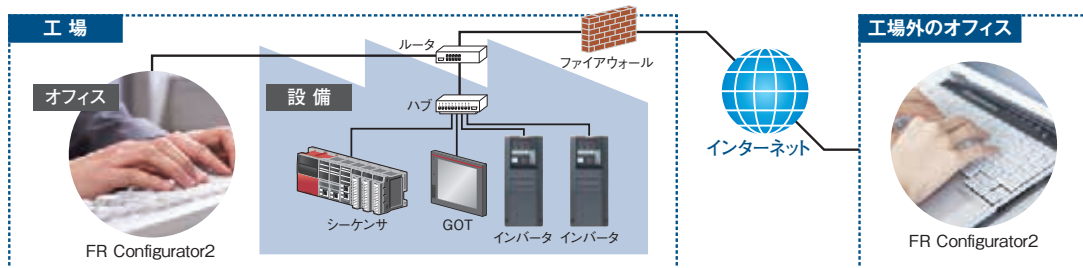 工場
オフィス
FR Configurator2
設備
ルータ
ハブ
シーケンサ
GOT
インバータ
インバータ
ファイアウォール
インターネット
工場外のオフィス
FR Configurator2